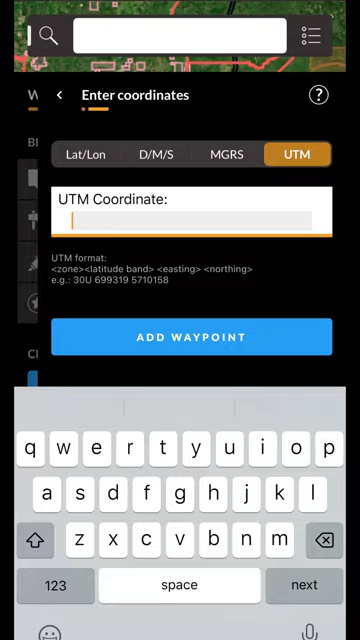 W
Enter coordinates
?
BI
Lat/Lon D/M/S MGRS UTM
UTM Coordinate:
UTM format:
<zone><latitude band> <easting> <northing>
e.g.: 30U 699319 5710158
ADD WAYPOINT
q w e r t y u i o p
a s d f g h j k l
z x c v b n m
123 space next